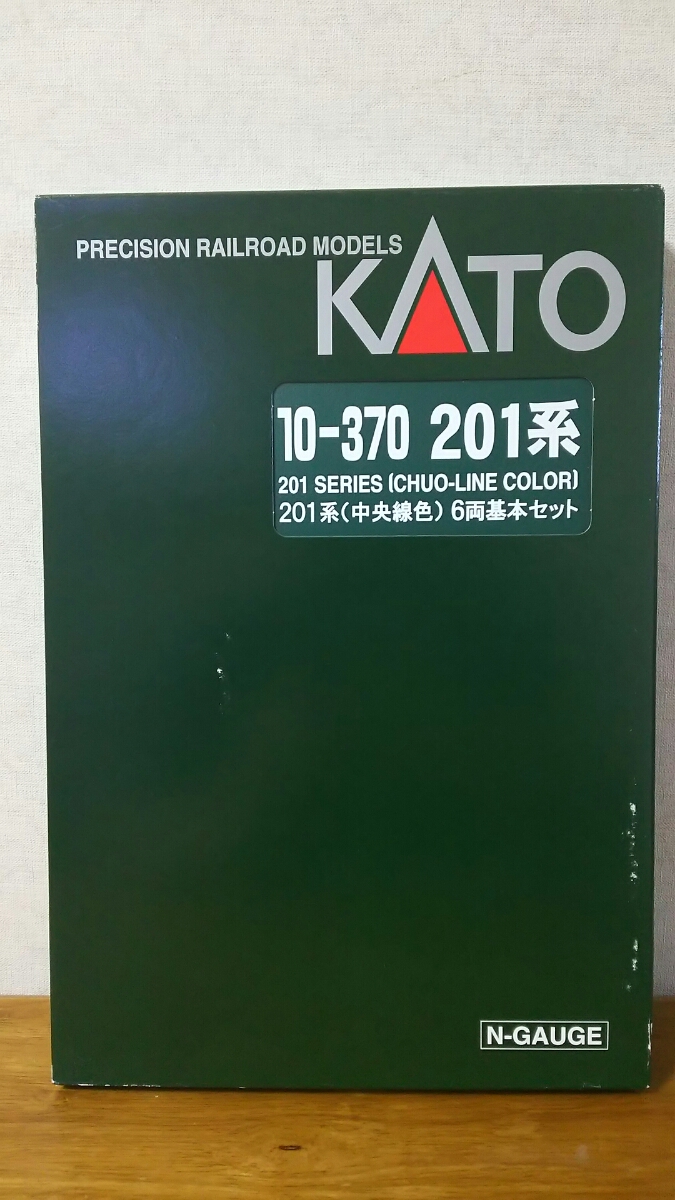 PRECISION RAILROAD MODELS
KATO
10-370 201系
201 SERIES (CHUO-LINE COLOR)
201系(中央線色) 6両基本セット
N-GAUGE